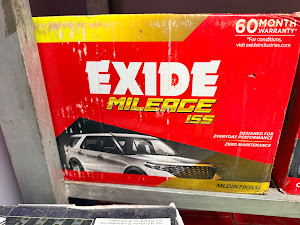 60 MONTH
WARRANTY*
*For conditions,
visit exideindustries.com
EXIDE
MILEAGE
ISS
DESIGNED FOR
EVERYDAY PERFORMANCE
ZERO MAINTENANCE
MLDIN70(ISS)